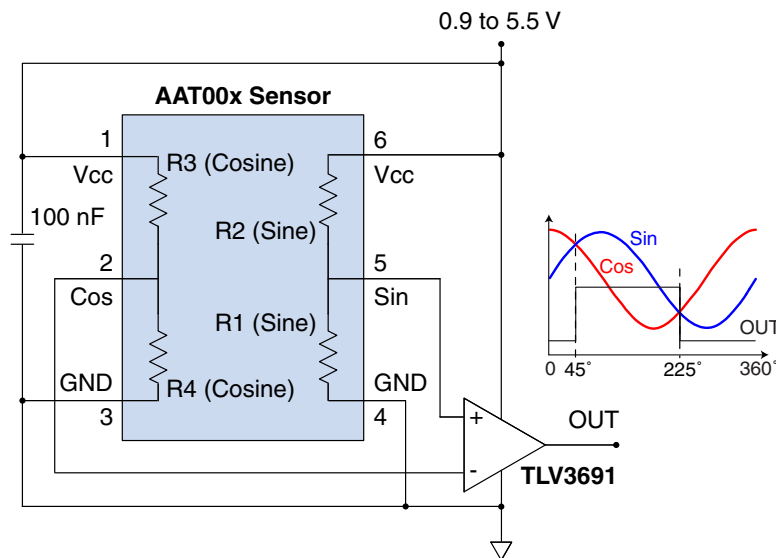 0.9 to 5.5 V
AAT00x Sensor
1
6
Vcc
R3 (Cosine)
Vcc
100 nF
R2 (Sine)
2
5
Cos
Sin
R1 (Sine)
GND
R4 (Cosine)
GND
3
4
+
-
OUT
TLV3691
Sin
Cos
OUT
0 45° 225° 360°